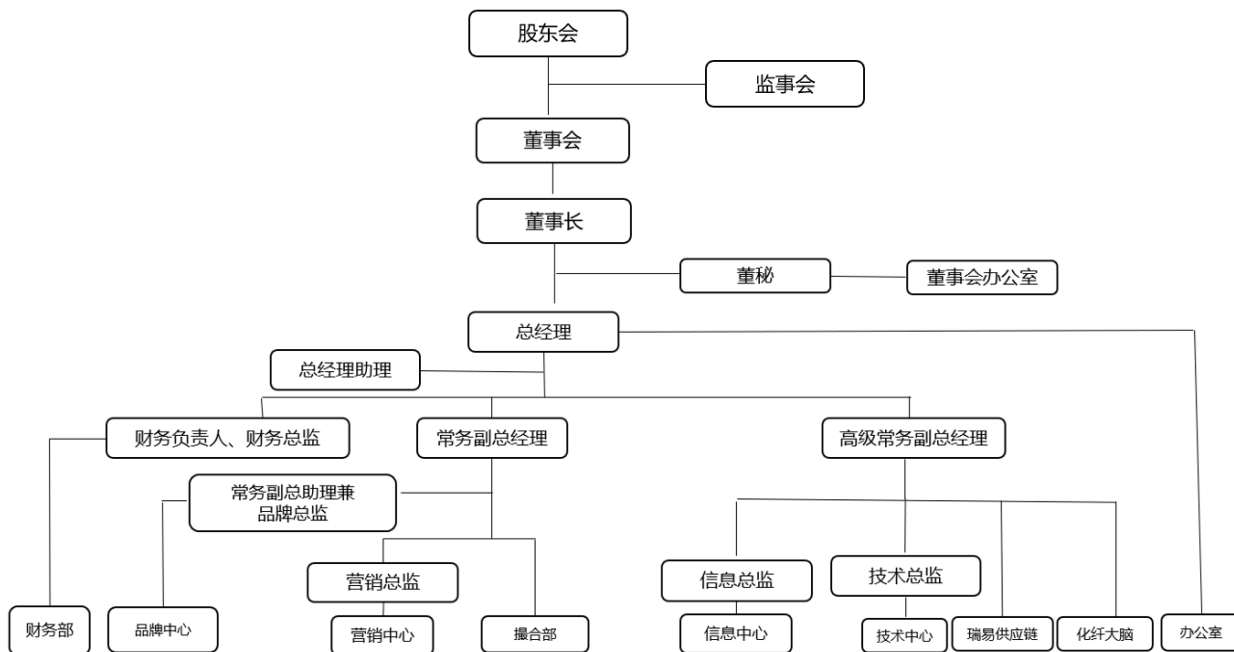 股东会
监事会
董事会
董事长
董秘
董事会办公室
总经理
总经理助理
财务负责人、财务总监
常务副总经理
高级常务副总经理
常务副总助理兼
品牌总监
营销总监
信息总监
技术总监
财务部
品牌中心
营销中心
撮合部
信息中心
技术中心
瑞易供应链
化纤大脑
办公室